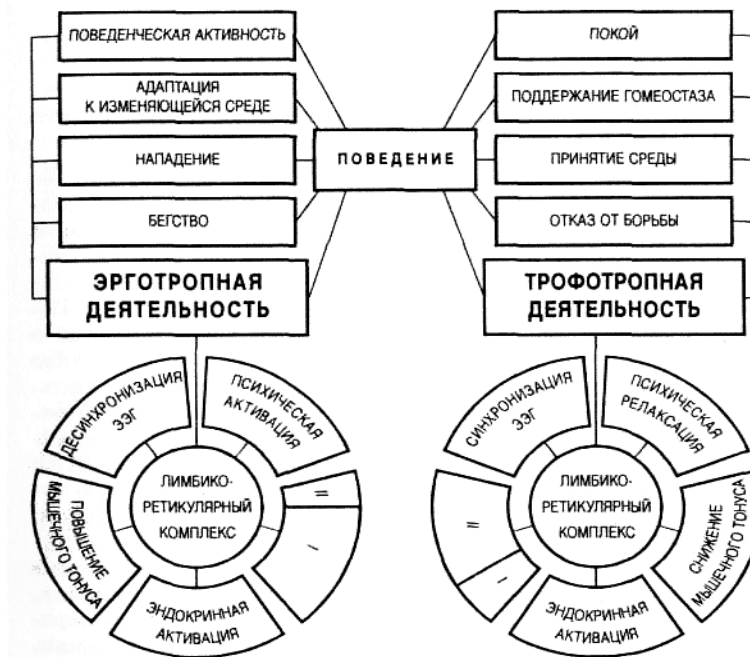 ПОВЕДЕНЧЕСКАЯ АКТИВНОСТЬ
АДАПТАЦИЯ
К ИЗМЕНЯЮЩЕЙСЯ СРЕДЕ
НАПАДЕНИЕ
БЕГСТВО
ПОВЕДЕНИЕ
ПОКОЙ
ПОДДЕРЖАНИЕ ГОМЕОСТАЗА
ПРИНЯТИЕ СРЕДЫ
ОТКАЗ ОТ БОРЬБЫ
ЭРГОТРОПНАЯ
ДЕЯТЕЛЬНОСТЬ
ТРОФОТРОПНАЯ
ДЕЯТЕЛЬНОСТЬ
ДЕСИНХРОНИЗАЦИЯ
ЭЭГ
ПСИХИЧЕСКАЯ
АКТИВАЦИЯ
II
I
ЭНДОКРИННАЯ
АКТИВАЦИЯ
ПОВЫШЕНИЕ
МЫШЕЧНОГО ТОНУСА
ЛИМБИКО-
РЕТИКУЛЯРНЫЙ
КОМПЛЕКС
СИНХРОНИЗАЦИЯ
ЭЭГ
ПСИХИЧЕСКАЯ
РЕЛАКСАЦИЯ
СНИЖЕНИЕ
МЫШЕЧНОГО ТОНУСА
ЭНДОКРИННАЯ
АКТИВАЦИЯ
I
II
ЛИМБИКО-
РЕТИКУЛЯРНЫЙ
КОМПЛЕКС